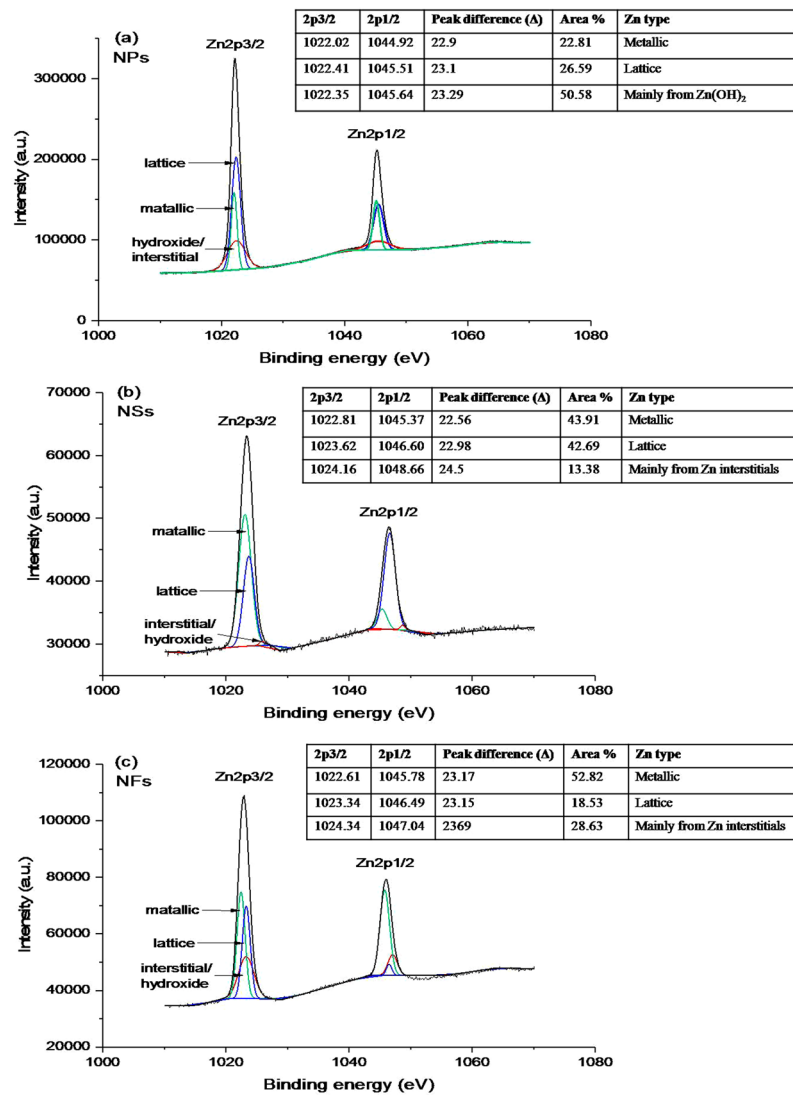 (a)
NPs
Zn2p3/2
2p3/2 2p1/2 Peak difference (Δ) Area % Zn type
1022.02 1044.92 22.9 22.81 Metallic
1022.41 1045.51 23.1 26.59 Lattice
1022.35 1045.64 23.29 50.58 Mainly from Zn(OH)2
Zn2p1/2
lattice
matallic
hydroxide/
interstitial
Intensity (a.u.)
300000
200000
100000
0
1000 1020 1040 1060 1080
Binding energy (eV)
(b)
NSs
Zn2p3/2
2p3/2 2p1/2 Peak difference (Δ) Area % Zn type
1022.81 1045.37 22.56 43.91 Metallic
1023.62 1046.60 22.98 42.69 Lattice
1024.16 1048.66 24.5 13.38 Mainly from Zn interstitials
Zn2p1/2
matallic
lattice
interstitial/
hydroxide
Intensity (a.u.)
70000
60000
50000
40000
30000
1000 1020 1040 1060 1080
Binding energy (eV)
(c)
NFs
Zn2p3/2
2p3/2 2p1/2 Peak difference (Δ) Area % Zn type
1022.61 1045.78 23.17 52.82 Metallic
1023.34 1046.49 23.15 18.53 Lattice
1024.34 1047.04 2369 28.63 Mainly from Zn interstitials
Zn2p1/2
matallic
lattice
interstitial/
hydroxide
Intensity (a.u.)
120000
100000
80000
60000
40000
20000
1000 1020 1040 1060 1080
Binding energy (eV)